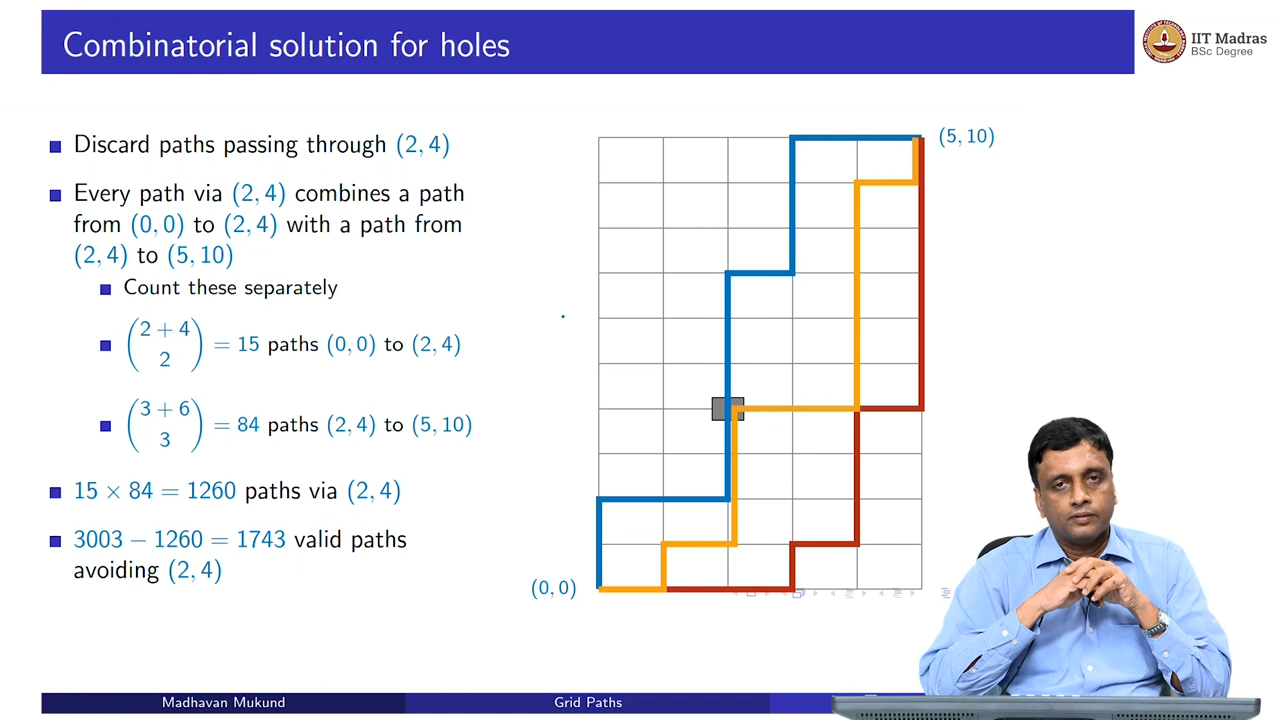 Combinatorial solution for holes
IIT Madras
BSc Degree
Discard paths passing through (2, 4)
Every path via (2, 4) combines a path
from (0, 0) to (2, 4) with a path from
(2, 4) to (5, 10)
Count these separately
(2 + 4
2) = 15 paths (0, 0) to (2, 4)
(3 + 6
3) = 84 paths (2, 4) to (5, 10)
15 × 84 = 1260 paths via (2, 4)
3003 − 1260 = 1743 valid paths
avoiding (2, 4)
(5, 10)
(0, 0)
Madhavan Mukund
Grid Paths